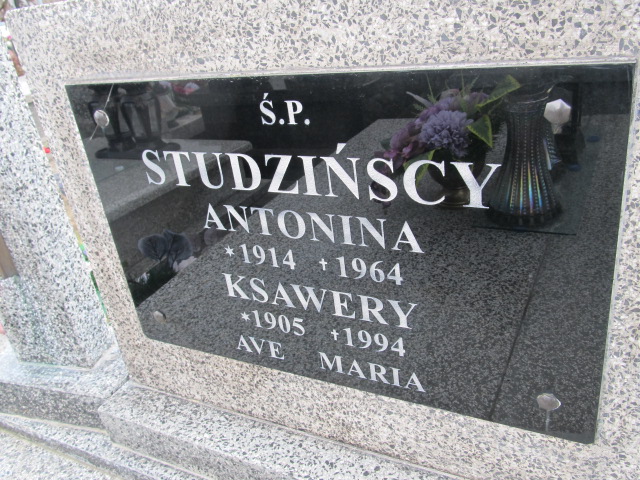 Ś.P.
STUDZIŃSCY
ANTONINA
*1914 +1964
KSAWERY
*1905 +1994
AVE MARIA